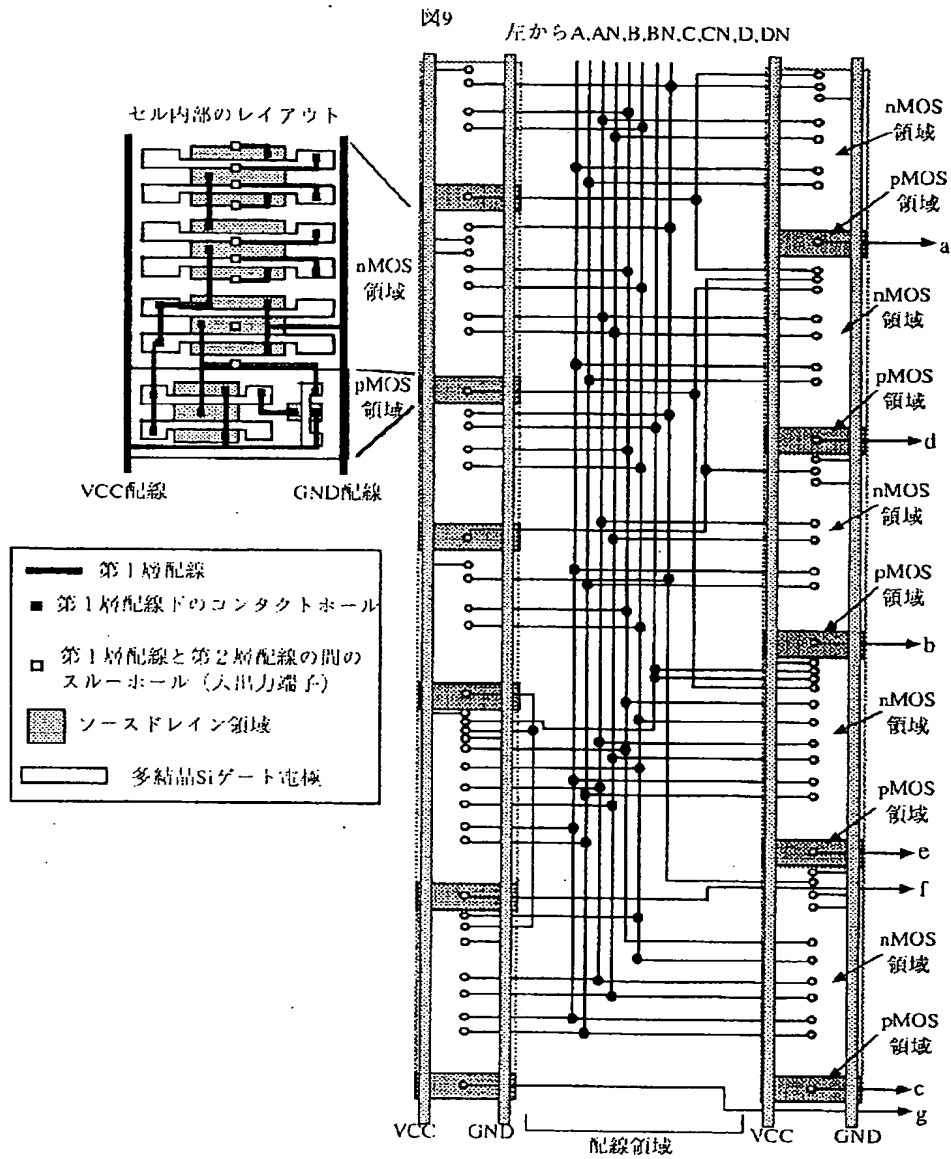 図9
左からA,AN,B,BN,C,CN,D,DN
セル内部のレイアウト
nMOS
領域
pMOS
領域
VCC配線
GND配線
第1層配線
第1層配線下のコンタクトホール
第1層配線と第2層配線の間の
スルーホール(入出力端子)
ソースドレイン領域
多結晶Siゲート電極
nMOS
領域
pMOS
領域
a
nMOS
領域
pMOS
領域
d
nMOS
領域
pMOS
領域
b
nMOS
領域
pMOS
領域
e
f
nMOS
領域
pMOS
領域
c
g
VCC
GND
配線領域
VCC
GND